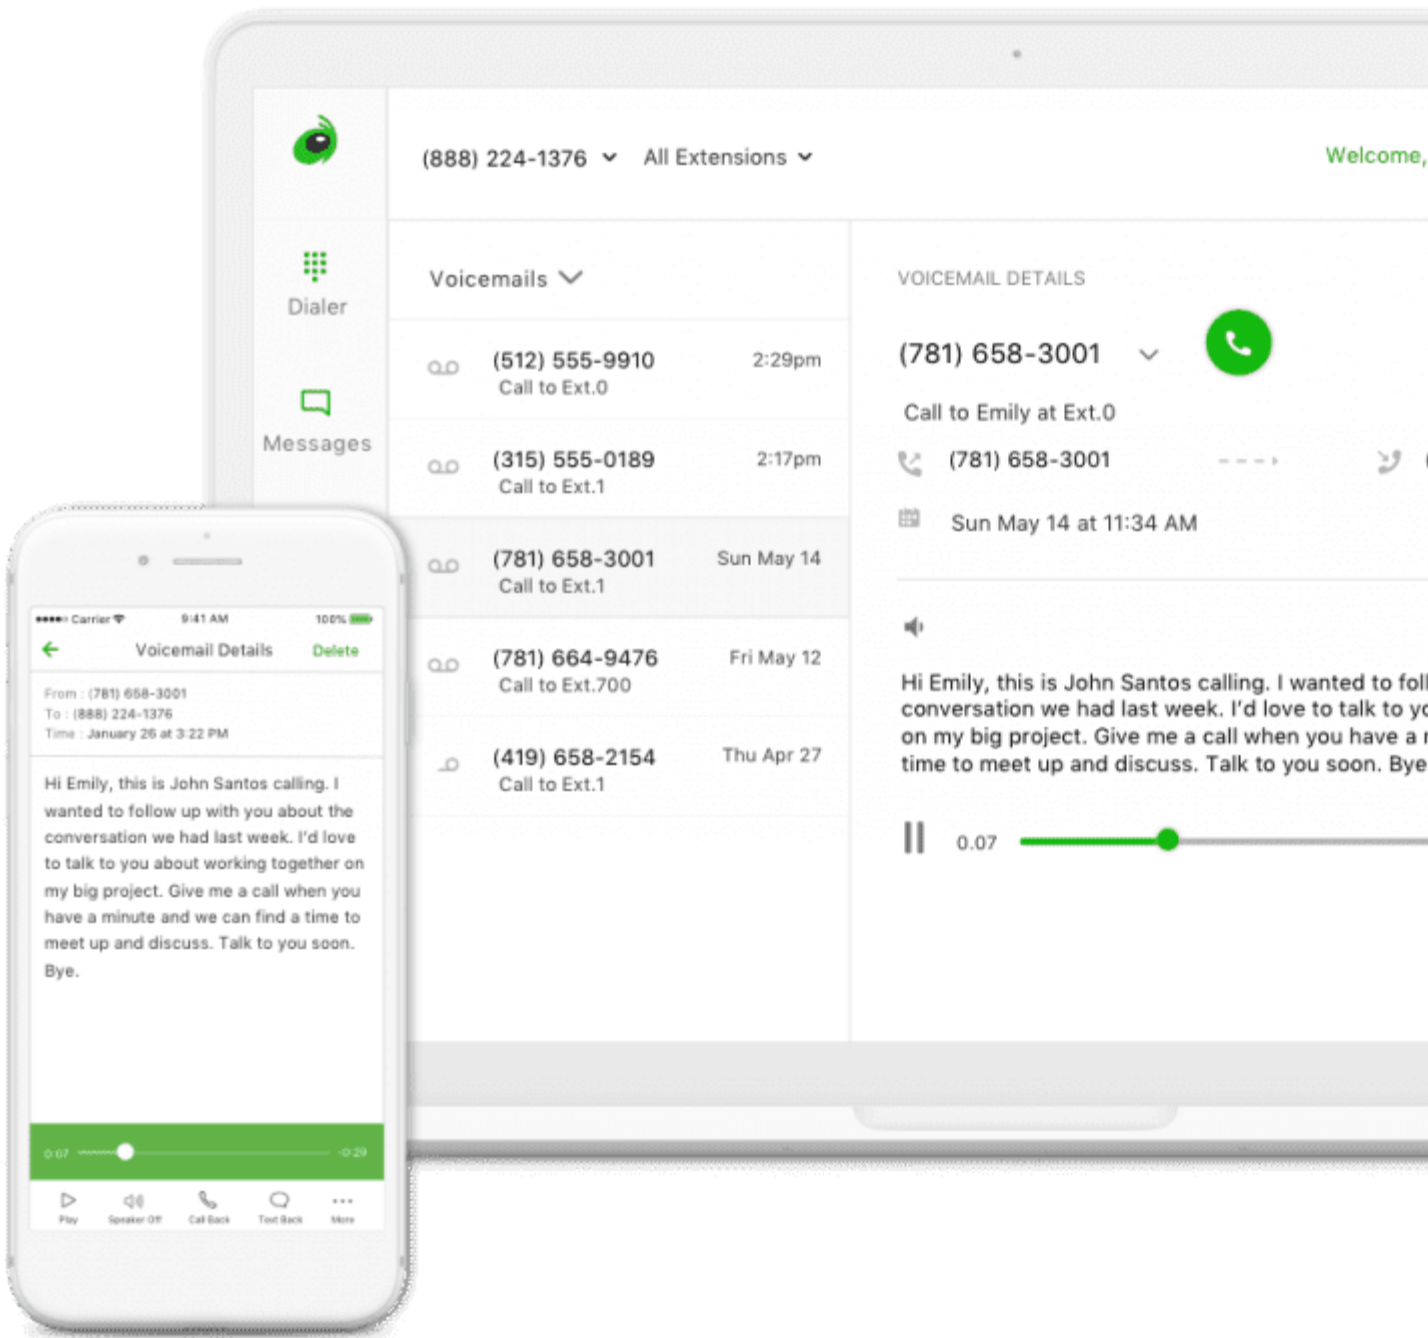 (888) 224-1376 All Extensions
Welcome,
Dialer
Messages
Voicemails
(512) 555-9910 2:29pm
Call to Ext.0
(315) 555-0189 2:17pm
Call to Ext.1
(781) 658-3001 Sun May 14
Call to Ext.1
(781) 664-9476 Fri May 12
Call to Ext.700
(419) 658-2154 Thu Apr 27
Call to Ext.1
VOICEMAIL DETAILS
(781) 658-3001
Call to Emily at Ext.0
(781) 658-3001
Sun May 14 at 11:34 AM
Hi Emily, this is John Santos calling. I wanted to
conversation we had last week. I'd love to talk to
on my big project. Give me a call when you have a
time to meet up and discuss. Talk to you soon. Bye
0.07
Carrier 9:41 AM 100%
Voicemail Details Delete
From : (781) 658-3001
To : (888) 224-1376
Time : January 26 at 3:22 PM
Hi Emily, this is John Santos calling. I
wanted to follow up with you about the
conversation we had last week. I'd love
to talk to you about working together on
my big project. Give me a call when you
have a minute and we can find a time to
meet up and discuss. Talk to you soon.
Bye.
0:07 -0:29
Play Speaker Off Call Back Text Back More